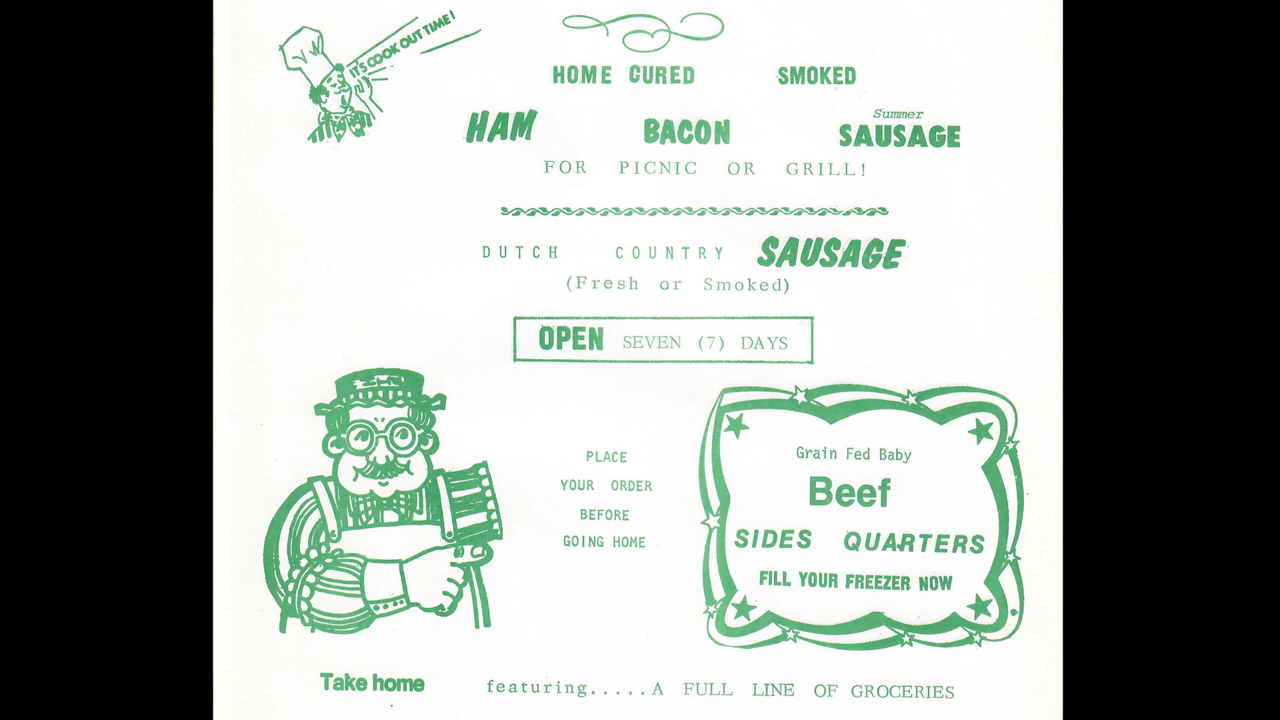 IT'S COOK OUT TIME!
HOME CURED SMOKED
Summer
HAM BACON SAUSAGE
FOR PICNIC OR GRILL!
DUTCH COUNTRY SAUSAGE
(Fresh or Smoked)
OPEN SEVEN (7) DAYS
PLACE
YOUR ORDER
BEFORE
GOING HOME
Grain Fed Baby
Beef
SIDES QUARTERS
FILL YOUR FREEZER NOW
Take home
featuring.....A FULL LINE OF GROCERIES